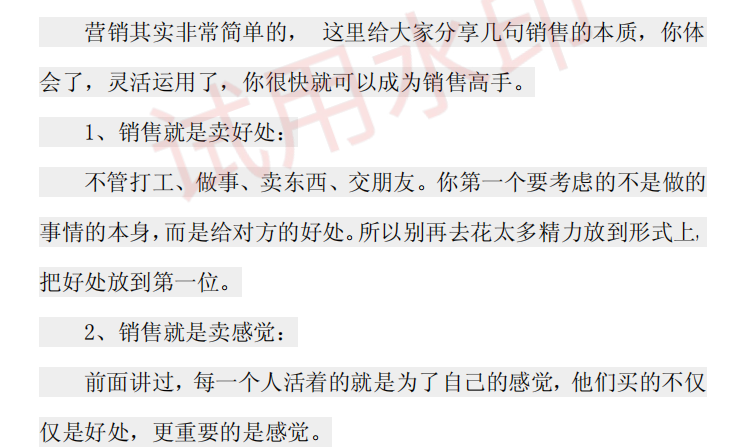 营销其实非常简单的， 这里给大家分享几句销售的本质，你体
会了，灵活运用了，你很快就可以成为销售高手。
1、销售就是卖好处：
不管打工、做事、卖东西、交朋友。你第一个要考虑的不是做的
事情的本身，而是给对方的好处。所以别再去花太多精力放到形式上，
把好处放到第一位。
2、销售就是卖感觉：
前面讲过，每一个人活着的就是为了自己的感觉，他们买的不仅
仅是好处，更重要的是感觉。
试用水印